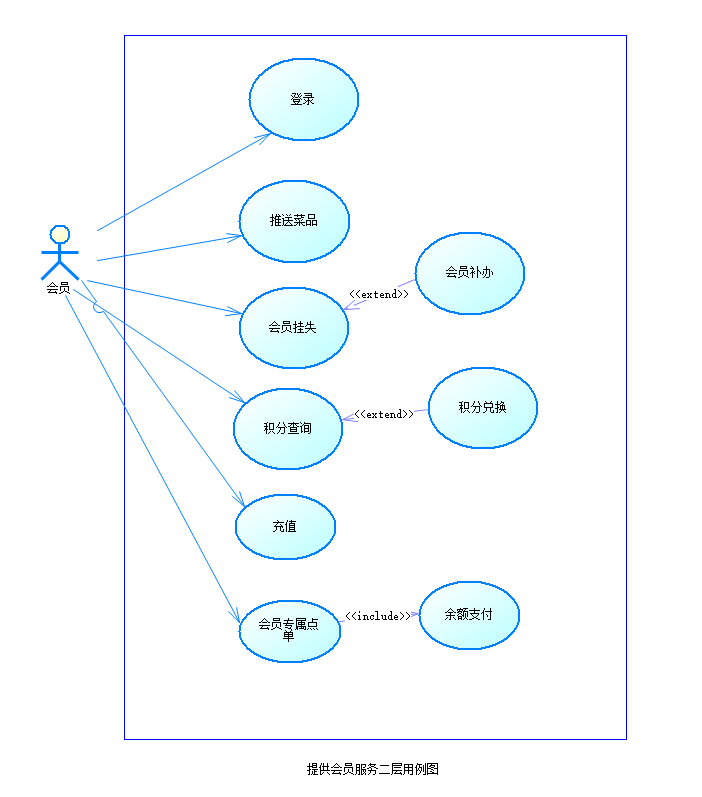 登录
推送菜品
会员
会员补办
<<extend>>
会员挂失
积分兑换
<<extend>>
积分查询
充值
会员专属点
单
<<include>>
余额支付
提供会员服务二层用例图